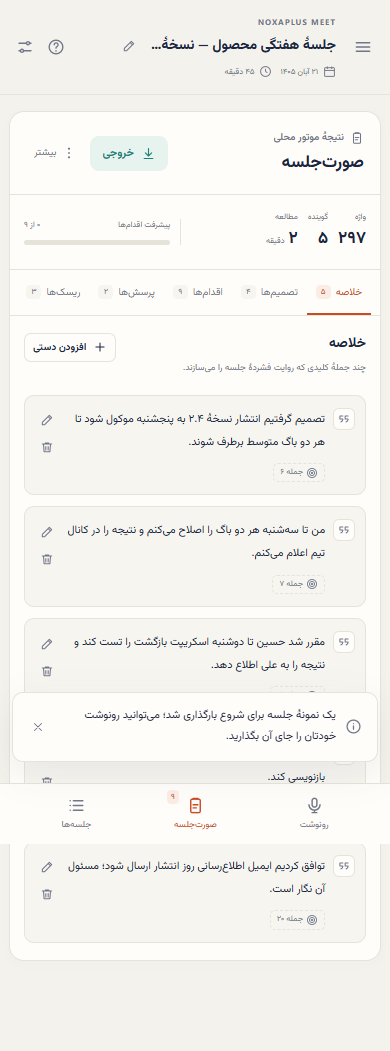 NOXAPLUS MEET
جلسهٔ هفتگی محصول — نسخهٔ...
۲۱ آبان ۱۴۰۵
۴۵ دقیقه
نتیجهٔ موتور محلی
صورت‌جلسه
خروجی
بیشتر
واژه
۲۹۷
گوینده
۵
مطالعه
۲ دقیقه
پیشرفت اقدام‌ها
۰ از ۹
خلاصه ۵
تصمیم‌ها ۴
اقدام‌ها ۹
پرسش‌ها ۲
ریسک‌ها ۳
خلاصه
افزودن دستی
چند جملهٔ کلیدی که روایت فشردهٔ جلسه را می‌سازند.
تصمیم گرفتیم انتشار نسخهٔ ۲.۴ به پنجشنبه موکول شود تا
هر دو باگ متوسط برطرف شوند.
جمله ۶
من تا سه‌شنبه هر دو باگ را اصلاح می‌کنم و نتیجه را در کانال
تیم اعلام می‌کنم.
جمله ۷
مقرر شد حسین تا دوشنبه اسکریپت بازگشت را تست کند و
نتیجه را به علی اطلاع دهد.
یک نمونهٔ جلسه برای شروع بارگذاری شد؛ می‌توانید رونوشت
خودتان را جای آن بگذارید.
بازنویسی کند.
رونوشت
صورت‌جلسه
۹
جلسه‌ها
توافق کردیم ایمیل اطلاع‌رسانی روز انتشار ارسال شود؛ مسئول
آن نگار است.
جمله ۲۰